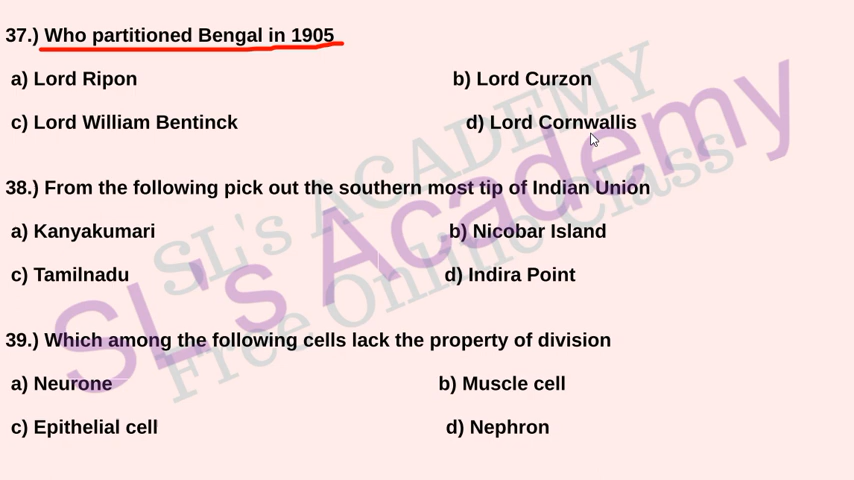 37.) Who partitioned Bengal in 1905
a) Lord Ripon b) Lord Curzon
c) Lord William Bentinck d) Lord Cornwallis
38.) From the following pick out the southern most tip of Indian Union
a) Kanyakumari b) Nicobar Island
c) Tamilnadu d) Indira Point
39.) Which among the following cells lack the property of division
a) Neurone b) Muscle cell
c) Epithelial cell d) Nephron
SL's ACADEMY
SL's Academy
Free Online Class